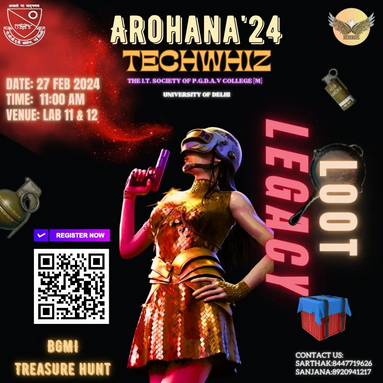 AROHANA'24
TECHWHIZ
THE I.T. SOCIETY OF P.G.D.A.V COLLEGE [M]
UNIVERSITY OF DELHI
DATE: 27 FEB 2024
TIME: 11:00 AM
VENUE: LAB 11 & 12
LOOT
LEGACY
REGISTER NOW
BGMI
TREASURE HUNT
CONTACT US:
SARTHAK:8447719626
SANJANA:8920941217